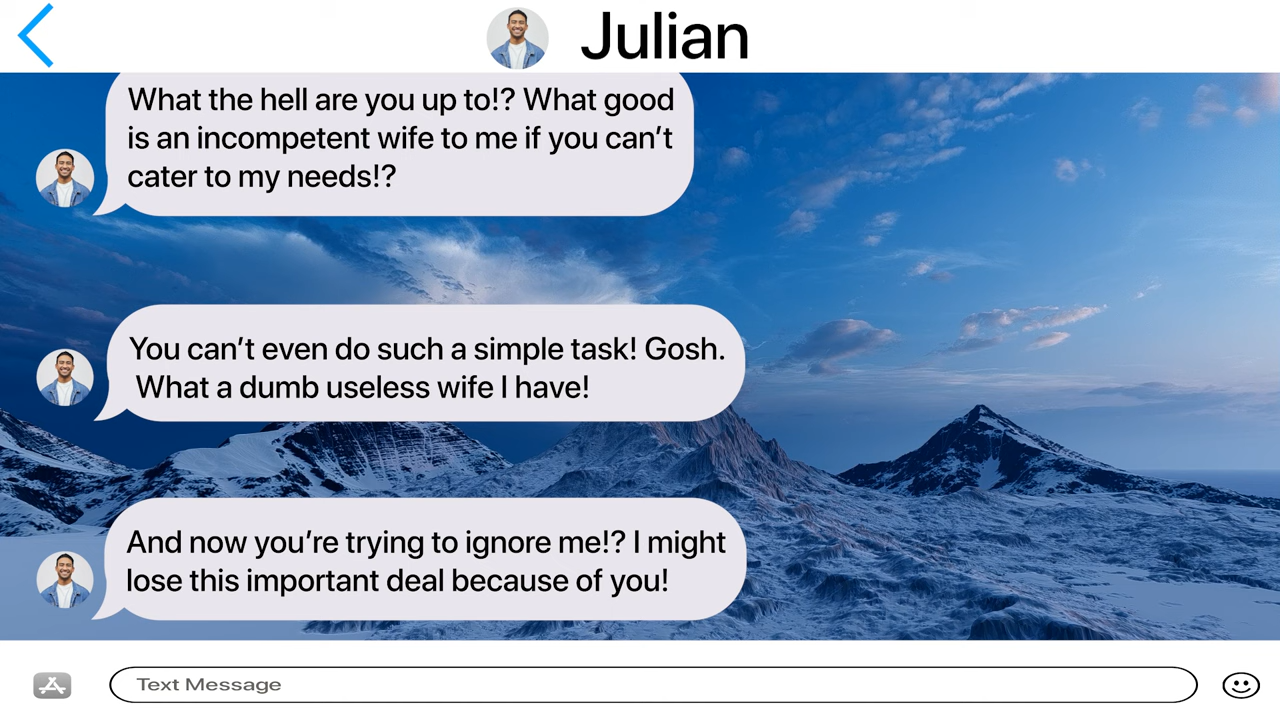 Julian
What the hell are you up to!? What good
is an incompetent wife to me if you can't
cater to my needs!?
You can't even do such a simple task! Gosh.
What a dumb useless wife I have!
And now you're trying to ignore me!? I might
lose this important deal because of you!
Text Message